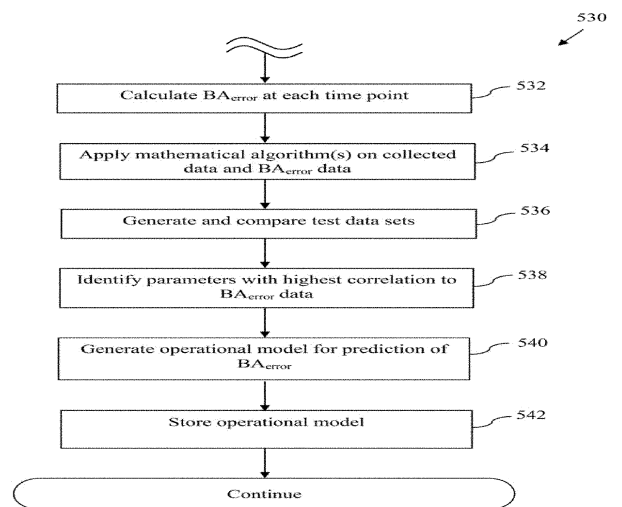 530
Calculate BAerror at each time point
532
Apply mathematical algorithm(s) on collected
data and BAerror data
534
Generate and compare test data sets
536
Identify parameters with highest correlation to
BAerror data
538
Generate operational model for prediction of
BAerror
540
Store operational model
542
Continue